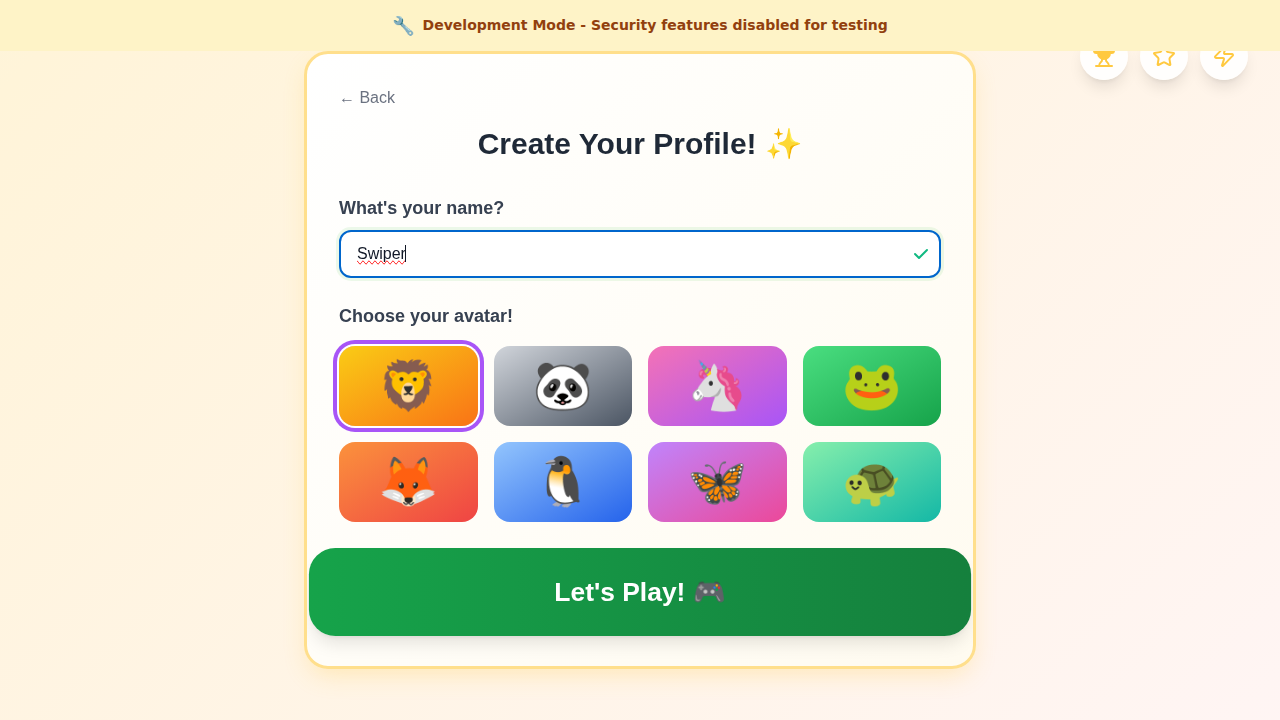 Development Mode - Security features disabled for testing
← Back
Create Your Profile!
What's your name?
Swiper
Choose your avatar!
Let's Play!